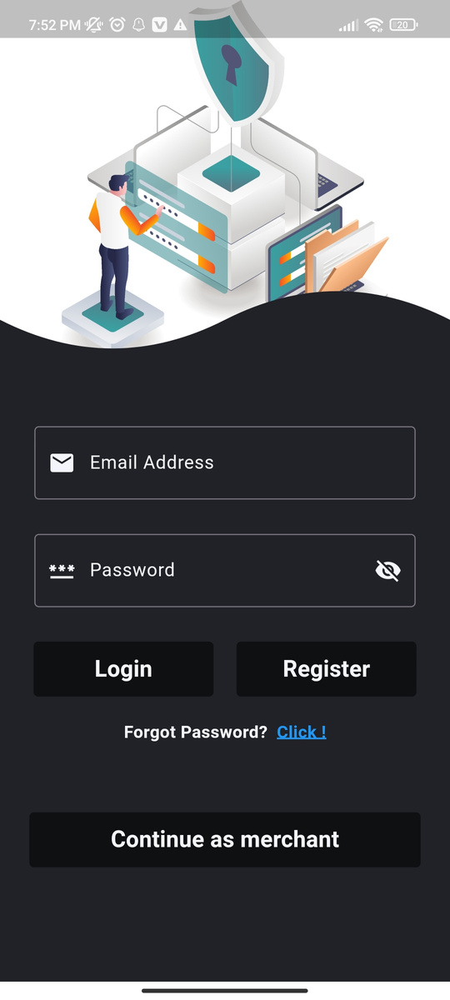 7:52 PM 20
Email Address
*** Password
Login Register
Forgot Password? Click !
Continue as merchant